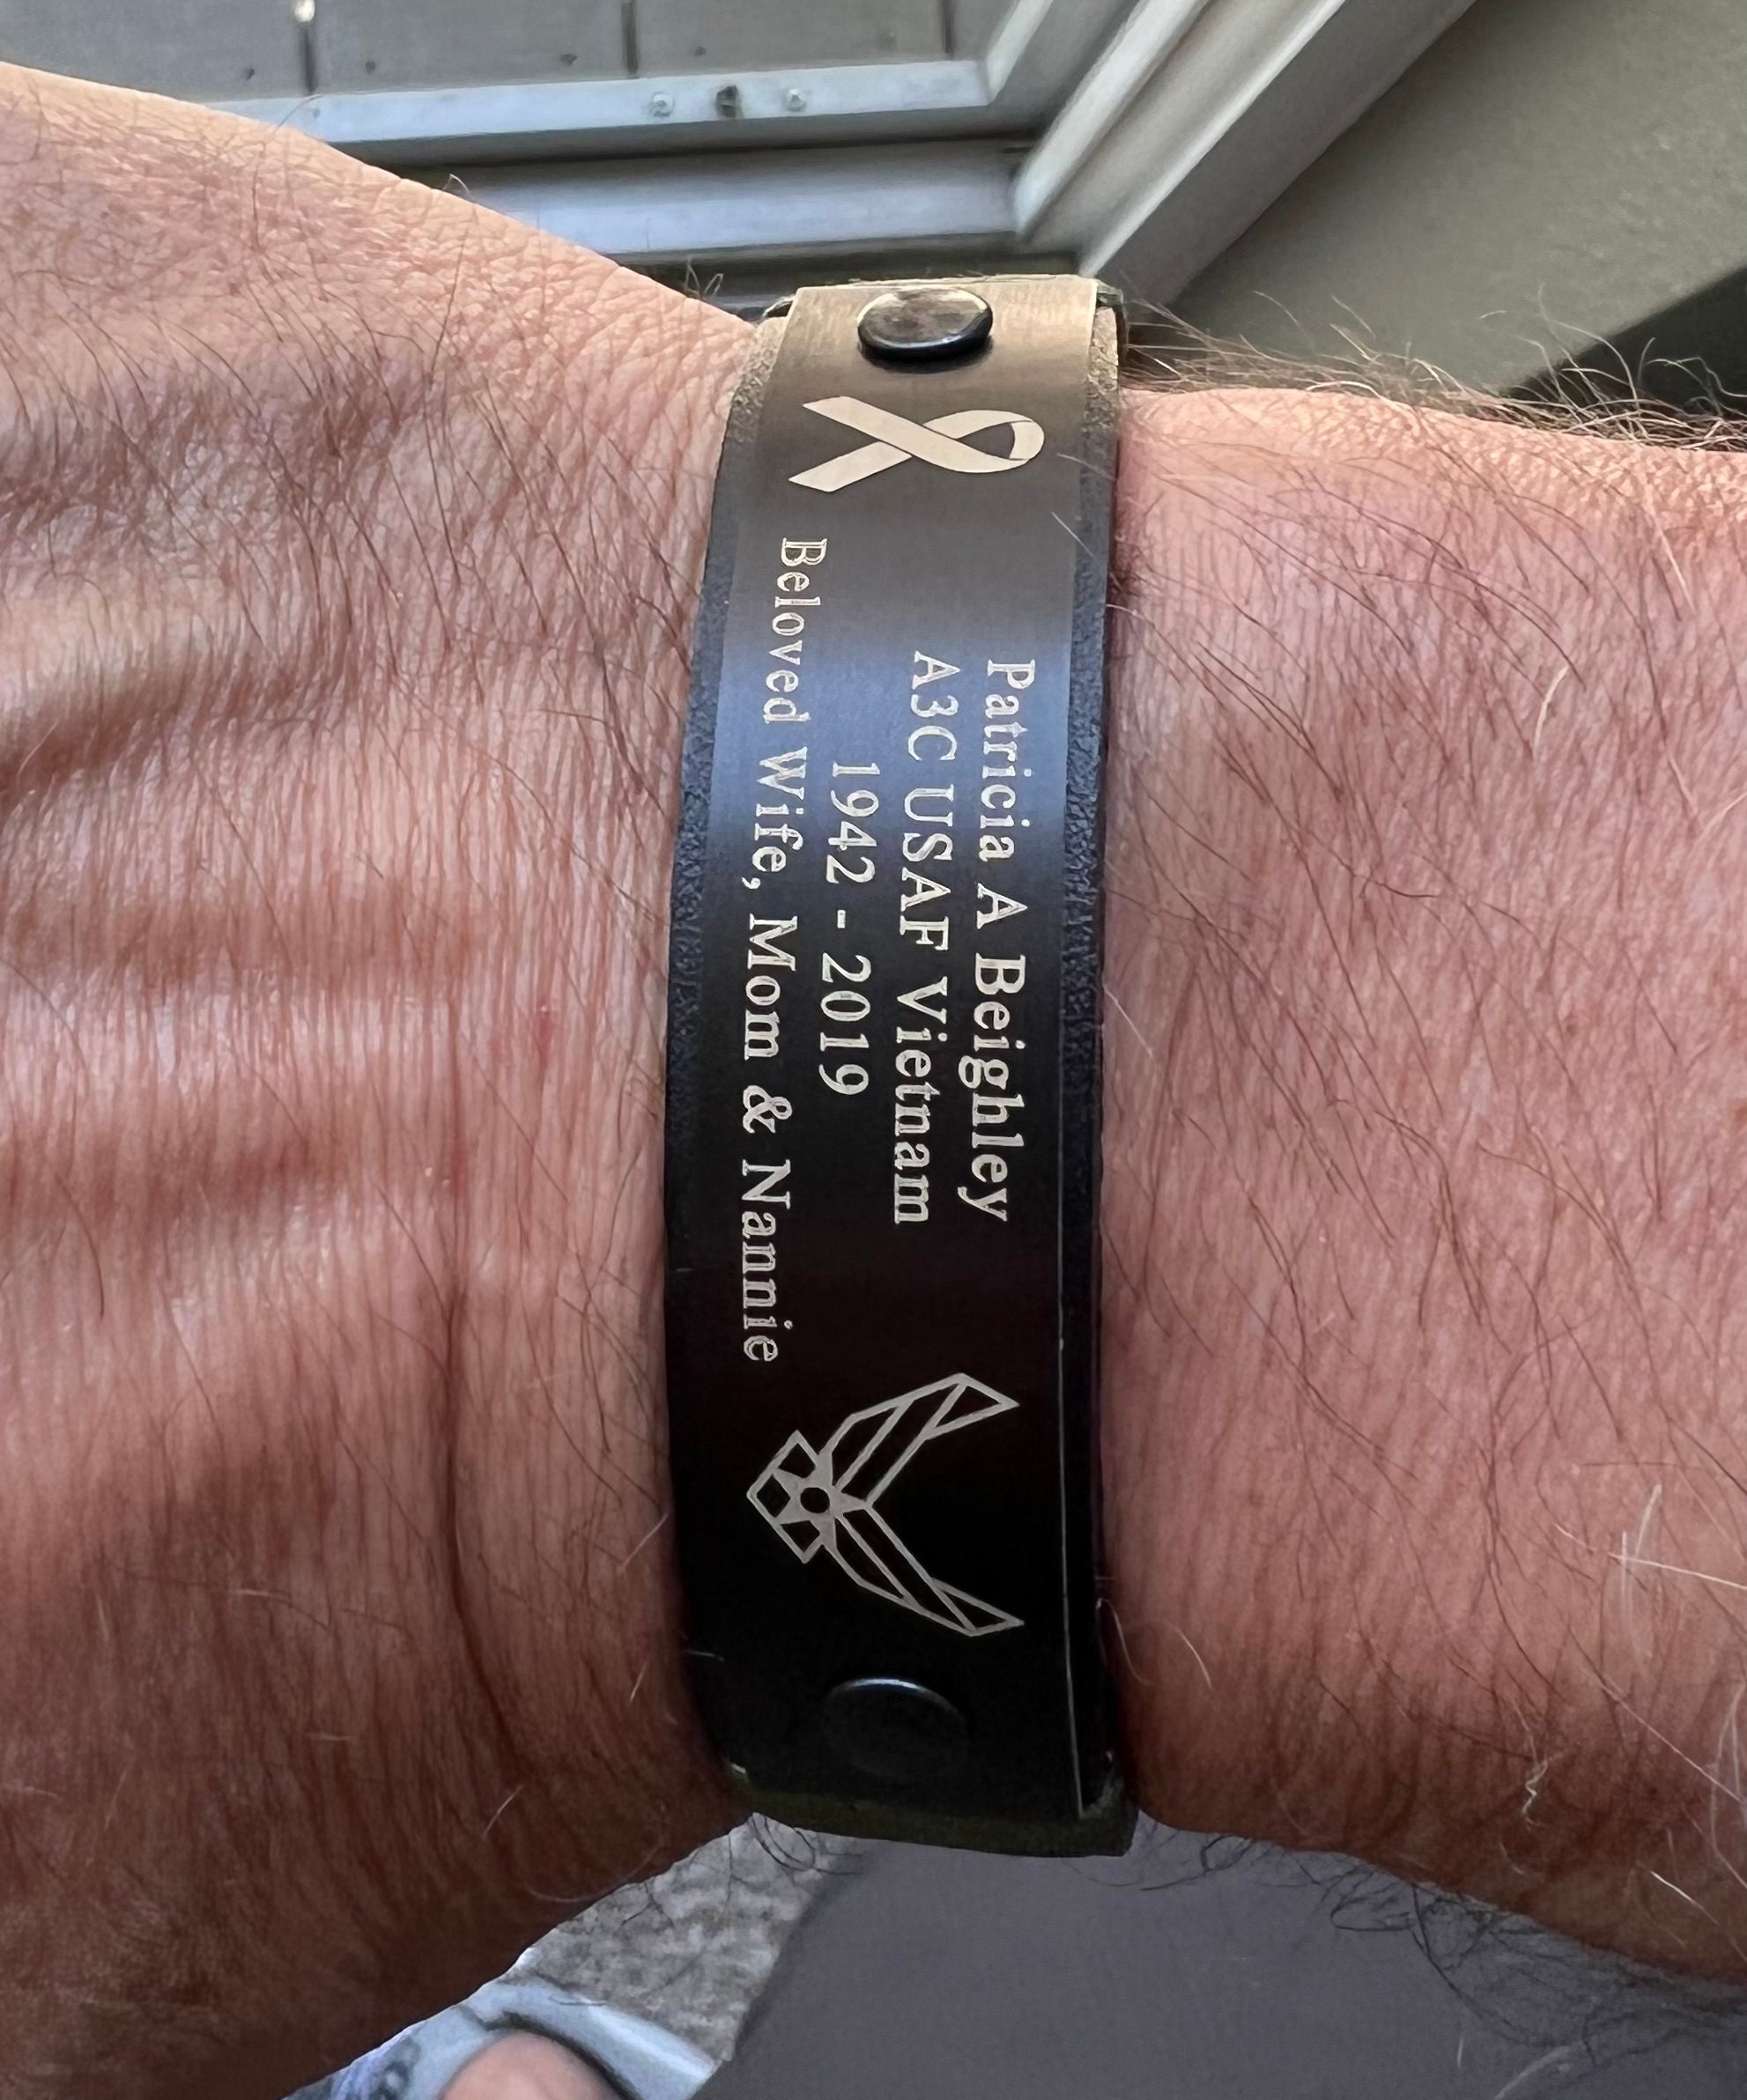 Patricia A Beighley
A3C USAF Vietnam
1942 - 2019
Beloved Wife, Mom & Nannie